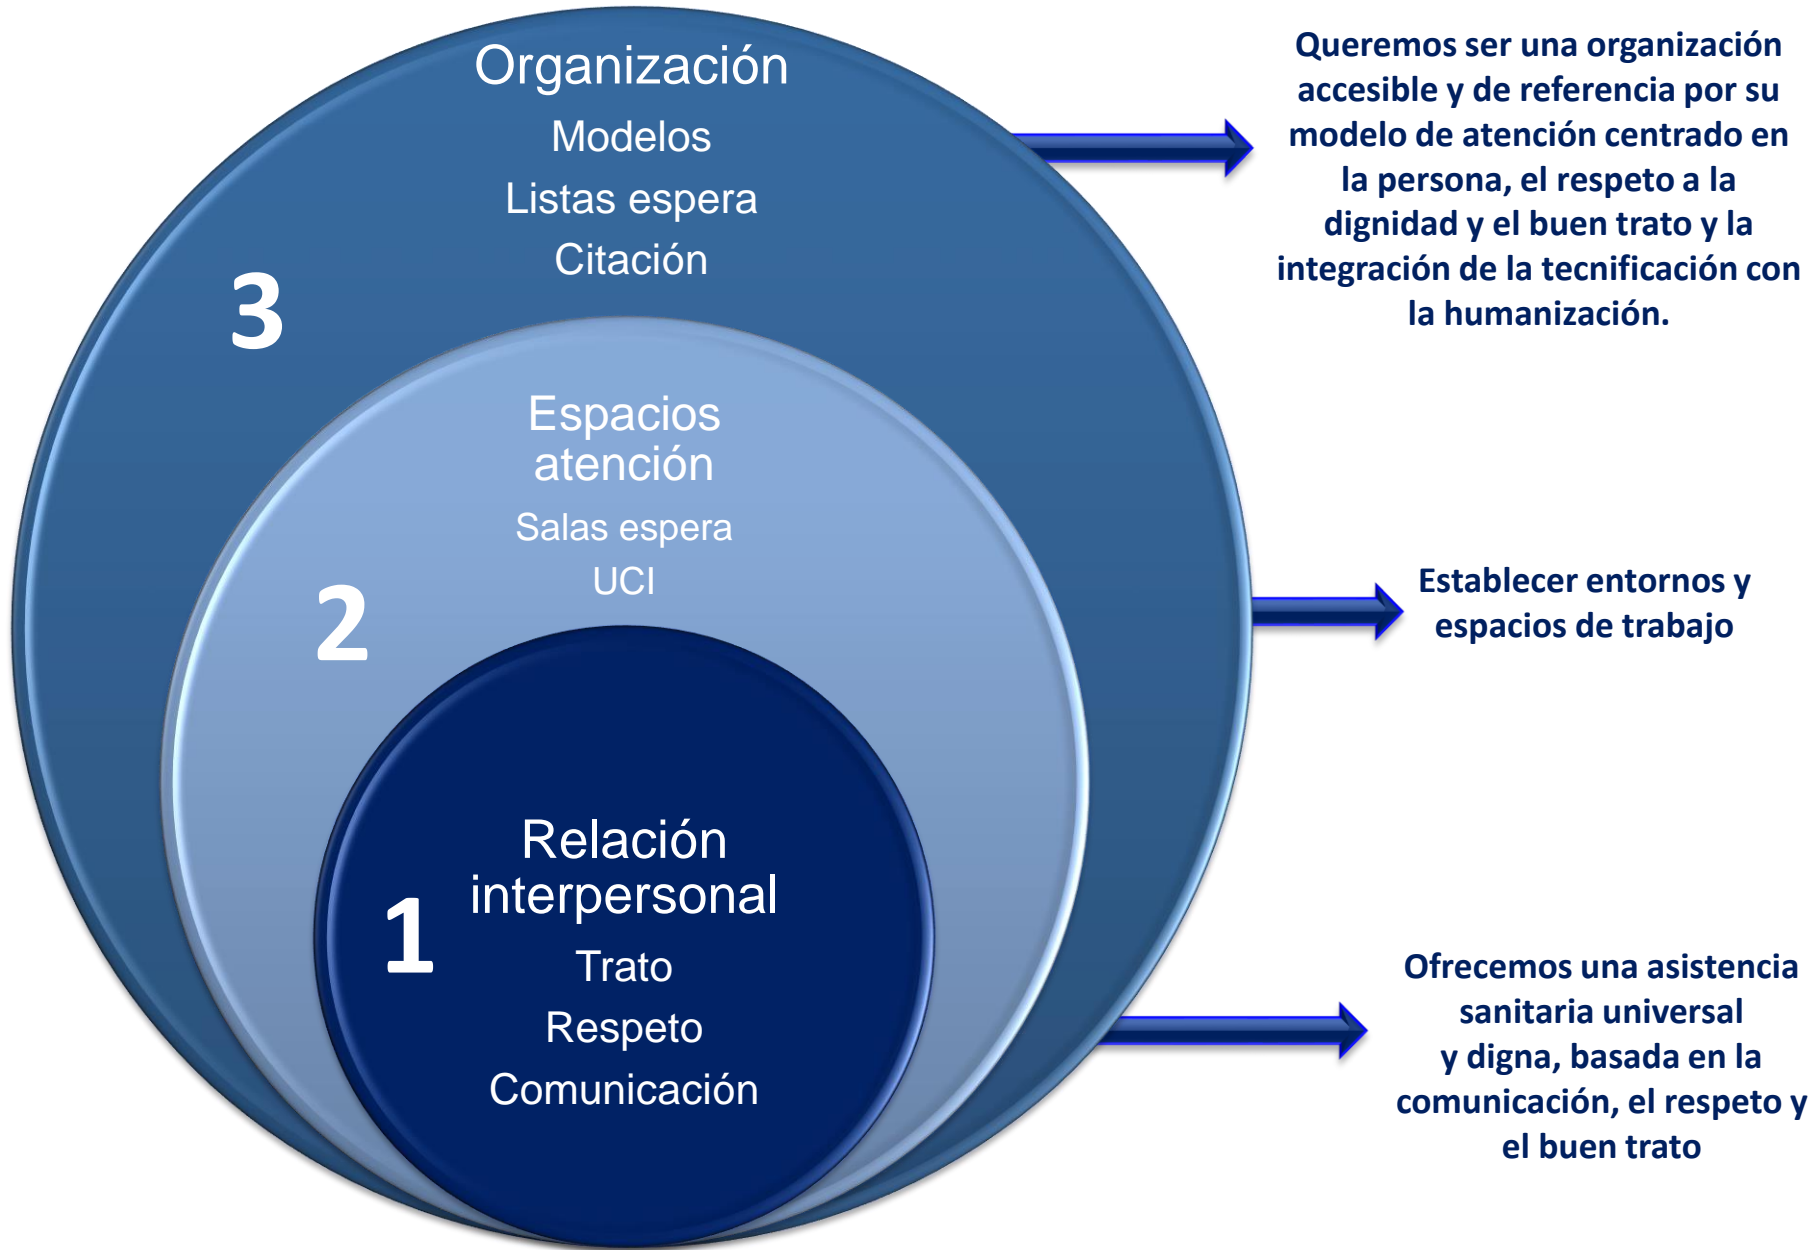 Organización
Modelos
Listas espera
Citación
3
Queremos ser una organización
accesible y de referencia por su
modelo de atención centrado en
la persona, el respeto a la
dignidad y el buen trato y la
integración de la tecnificación con
la humanización.
Espacios
atención
Salas espera
UCI
2
Establecer entornos y
espacios de trabajo
Relación
interpersonal
1
Trato
Respeto
Comunicación
Ofrecemos una asistencia
sanitaria universal
y digna, basada en la
comunicación, el respeto y
el buen trato